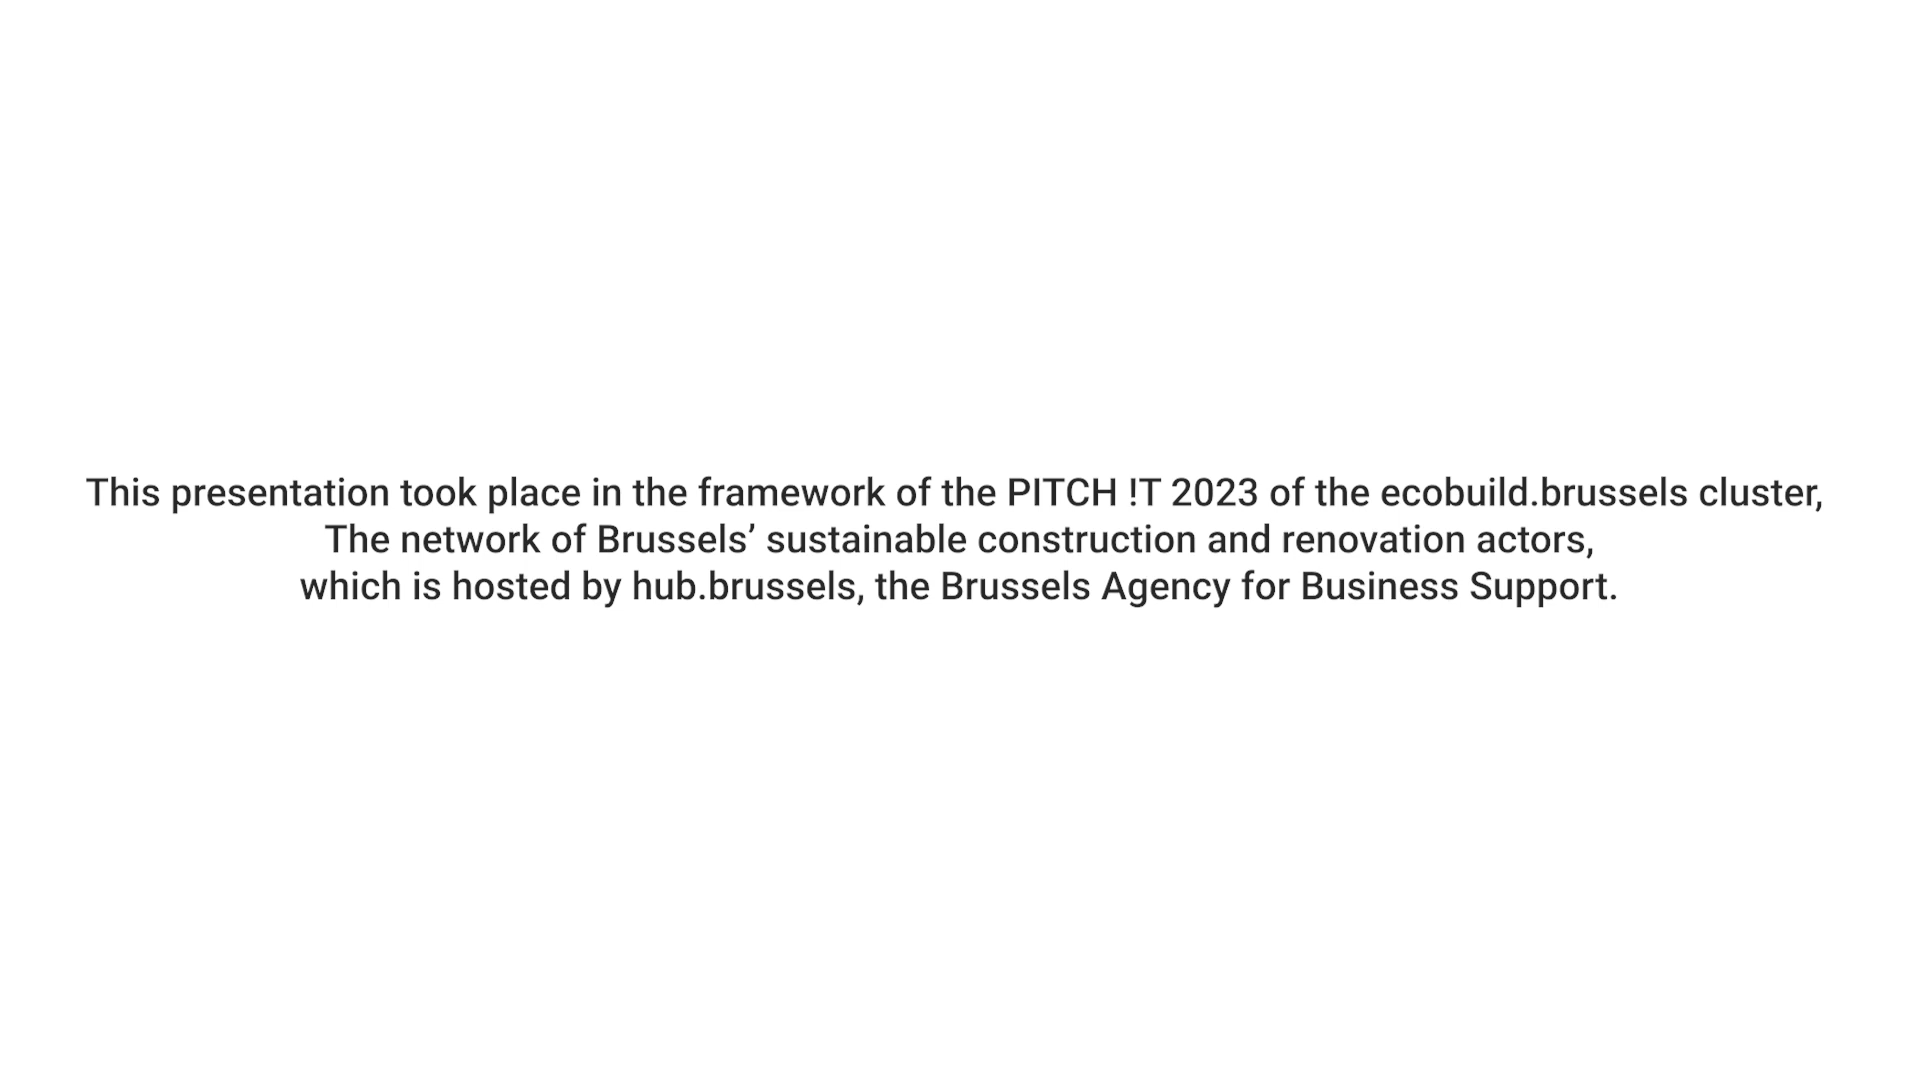 This presentation took place in the framework of the PITCH !T 2023 of the ecobuild.brussels cluster,
The network of Brussels’ sustainable construction and renovation actors,
which is hosted by hub.brussels, the Brussels Agency for Business Support.